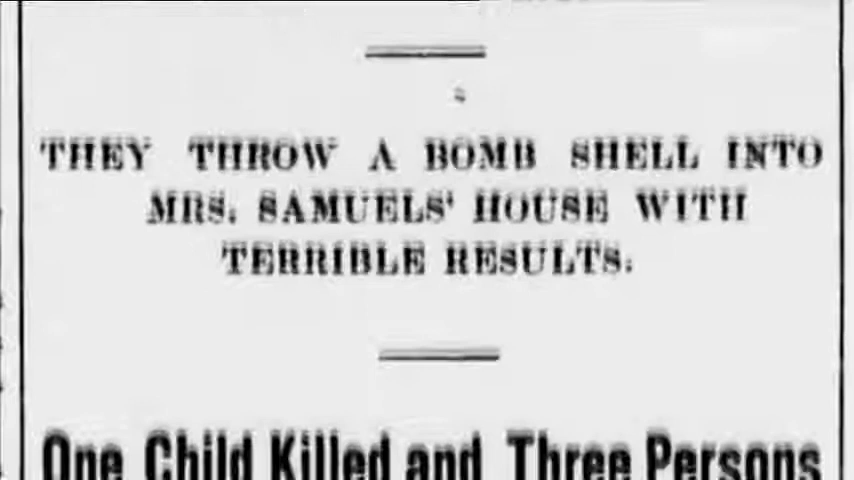 THEY THROW A BOMB SHELL INTO
MRS. SAMUELS' HOUSE WITH
TERRIBLE RESULTS.
One Child Killed and Three Persons